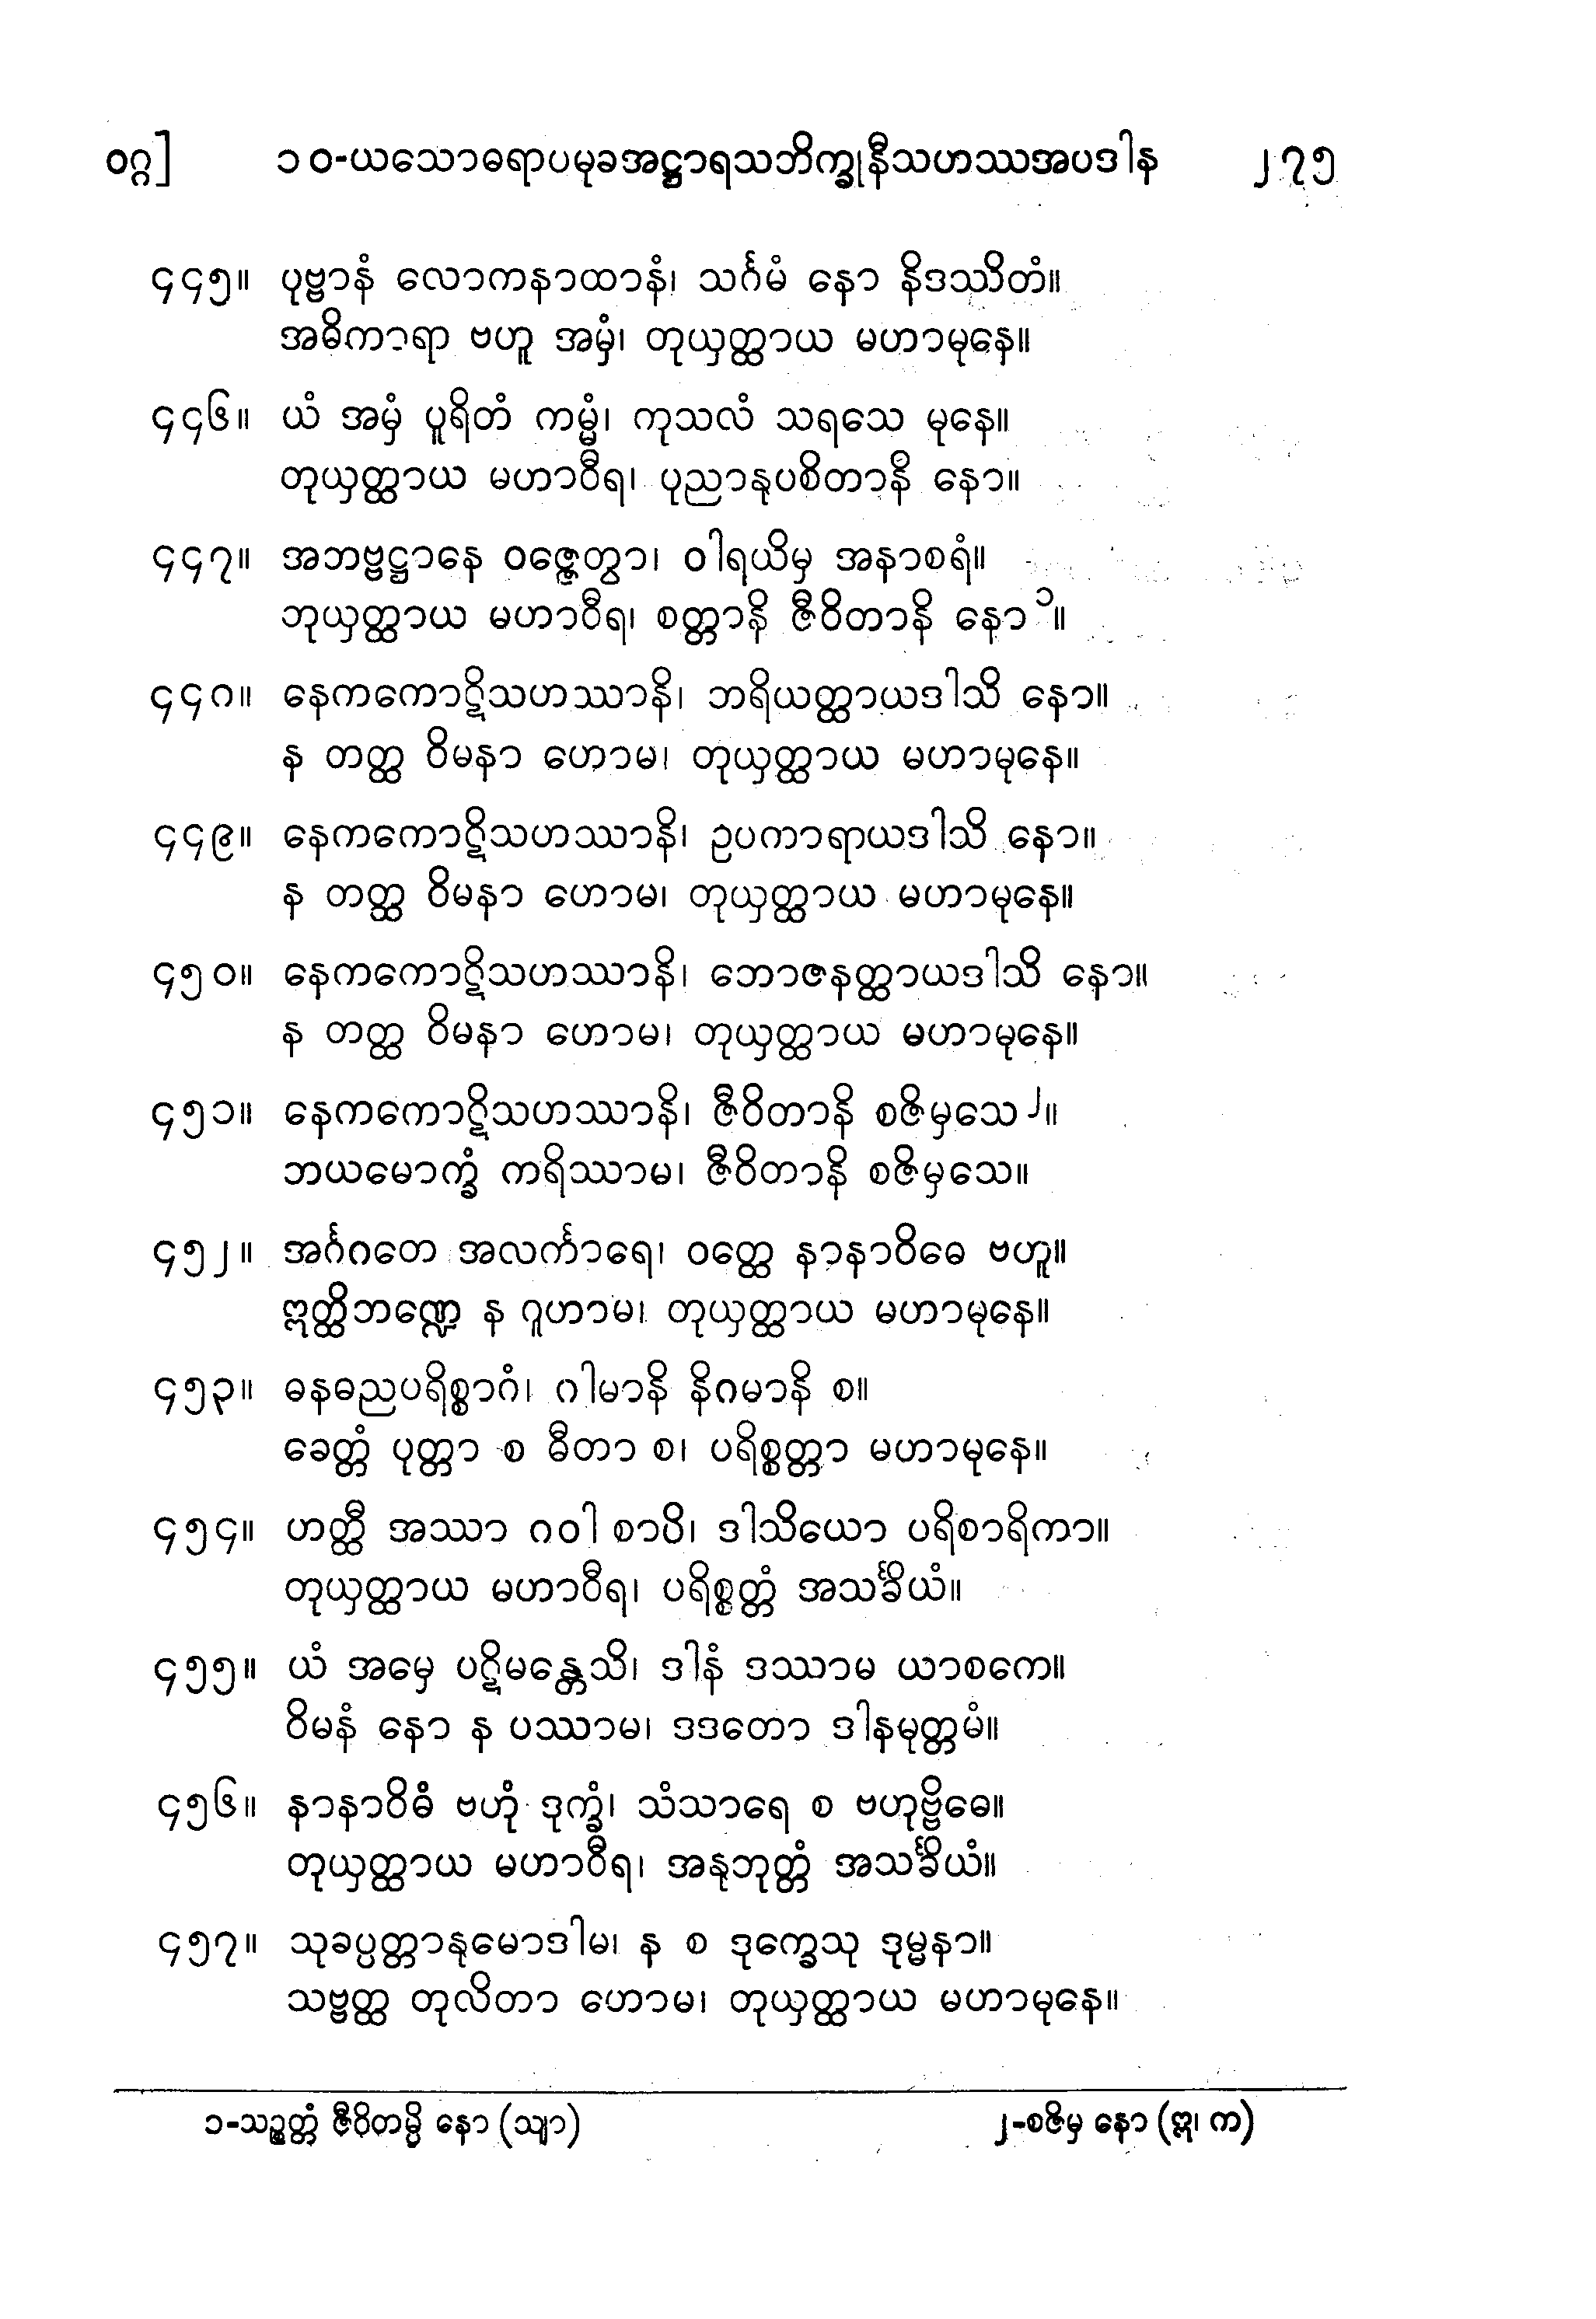 ဝဂ္ဂ] ၁၀-ယသောဓရာပမုခအဋ္ဌာရသဘိက္ခုနီသဟဿအပဒါန ၂၇၅
၄၄၅။ ပုဗ္ဗာနံ လောကနာထာနံ၊ သင်္ဂမံ နော နိဒဿိတံ။
အဓိကာရာ ဗဟူ အမှံ၊ တုယှတ္ထာယ မဟာမုနေ။
၄၄၆။ ယံ အမှံ ပူရိတံ ကမ္မံ၊ ကုသလံ သရသေ မုနေ။
တုယှတ္ထာယ မဟာဝီရ၊ ပုညာနုပစိတာနိ နော။
၄၄၇။ အဘဗ္ဗဋ္ဌာနေ ဝဇ္ဇေတွာ၊ ဝါရယိမှ အနာစရံ။
ဘုယှတ္ထာယ မဟာဝီရ၊ စတ္တာနိ ဇီဝိတာနိ နော၁။
၄၄၈။ နေကကောဋိသဟဿာနိ၊ ဘရိယတ္ထာယဒါသိ နော။
န တတ္ထ ဝိမနာ ဟောမ၊ တုယှတ္ထာယ မဟာမုနေ။
၄၄၉။ နေကကောဋိသဟဿာနိ၊ ဥပကာရာယဒါသိ နော။
န တတ္ထ ဝိမနာ ဟောမ၊ တုယှတ္ထာယ မဟာမုနေ။
၄၅၀။ နေကကောဋိသဟဿာနိ၊ ဘောဇနတ္ထာယဒါသိ နော။
န တတ္ထ ဝိမနာ ဟောမ၊ တုယှတ္ထာယ မဟာမုနေ။
၄၅၁။ နေကကောဋိသဟဿာနိ၊ ဇီဝိတာနိ စဇိမှသေ၂။
ဘယမောက္ခံ ကရိဿာမ၊ ဇီဝိတာနိ စဇိမှသေ။
၄၅၂။ အင်္ဂဂတေ အလင်္ကာရေ၊ ဝတ္ထေ နာနာဝိဓေ ဗဟူ။
ဣတ္ထိဘဏ္ဍေ န ဂူဟာမ၊ တုယှတ္ထာယ မဟာမုနေ။
၄၅၃။ ဓနဓညပရိစ္စာဂံ၊ ဂါမာနိ နိဂမာနိ စ။
ခေတ္တံ ပုတ္တာ စ ဓီတာ စ၊ ပရိစ္စတ္တာ မဟာမုနေ။
၄၅၄။ ဟတ္ထီ အဿာ ဂဝါ စာပိ၊ ဒါသိယော ပရိစာရိကာ။
တုယှတ္ထာယ မဟာဝီရ၊ ပရိစ္စတ္တံ အသင်္ခိယံ။
၄၅၅။ ယံ အမှေ ပဋိမန္တေသိ၊ ဒါနံ ဒဿာမ ယာစကေ။
ဝိမနံ နော န ပဿာမ၊ ဒဒတော ဒါနမုတ္တမံ။
၄၅၆။ နာနာဝိဓံ ဗဟုံ ဒုက္ခံ၊ သံသာရေ စ ဗဟုဗ္ဗိဓေ။
တုယှတ္ထာယ မဟာဝီရ၊ အနုဘုတ္တံ အသင်္ခိယံ။
၄၅၇။ သုခပ္ပတ္တာနုမောဒါမ၊ န စ ဒုက္ခေသု ဒုမ္မနာ။
သဗ္ဗတ္ထ တုလိတာ ဟောမ၊ တုယှတ္ထာယ မဟာမုနေ။
၁-သဉ္စတ္တံ ဇီဝိတမ္ပိ နော (သျာ) ၂-စဇိမှ နော (ဣ၊ က)